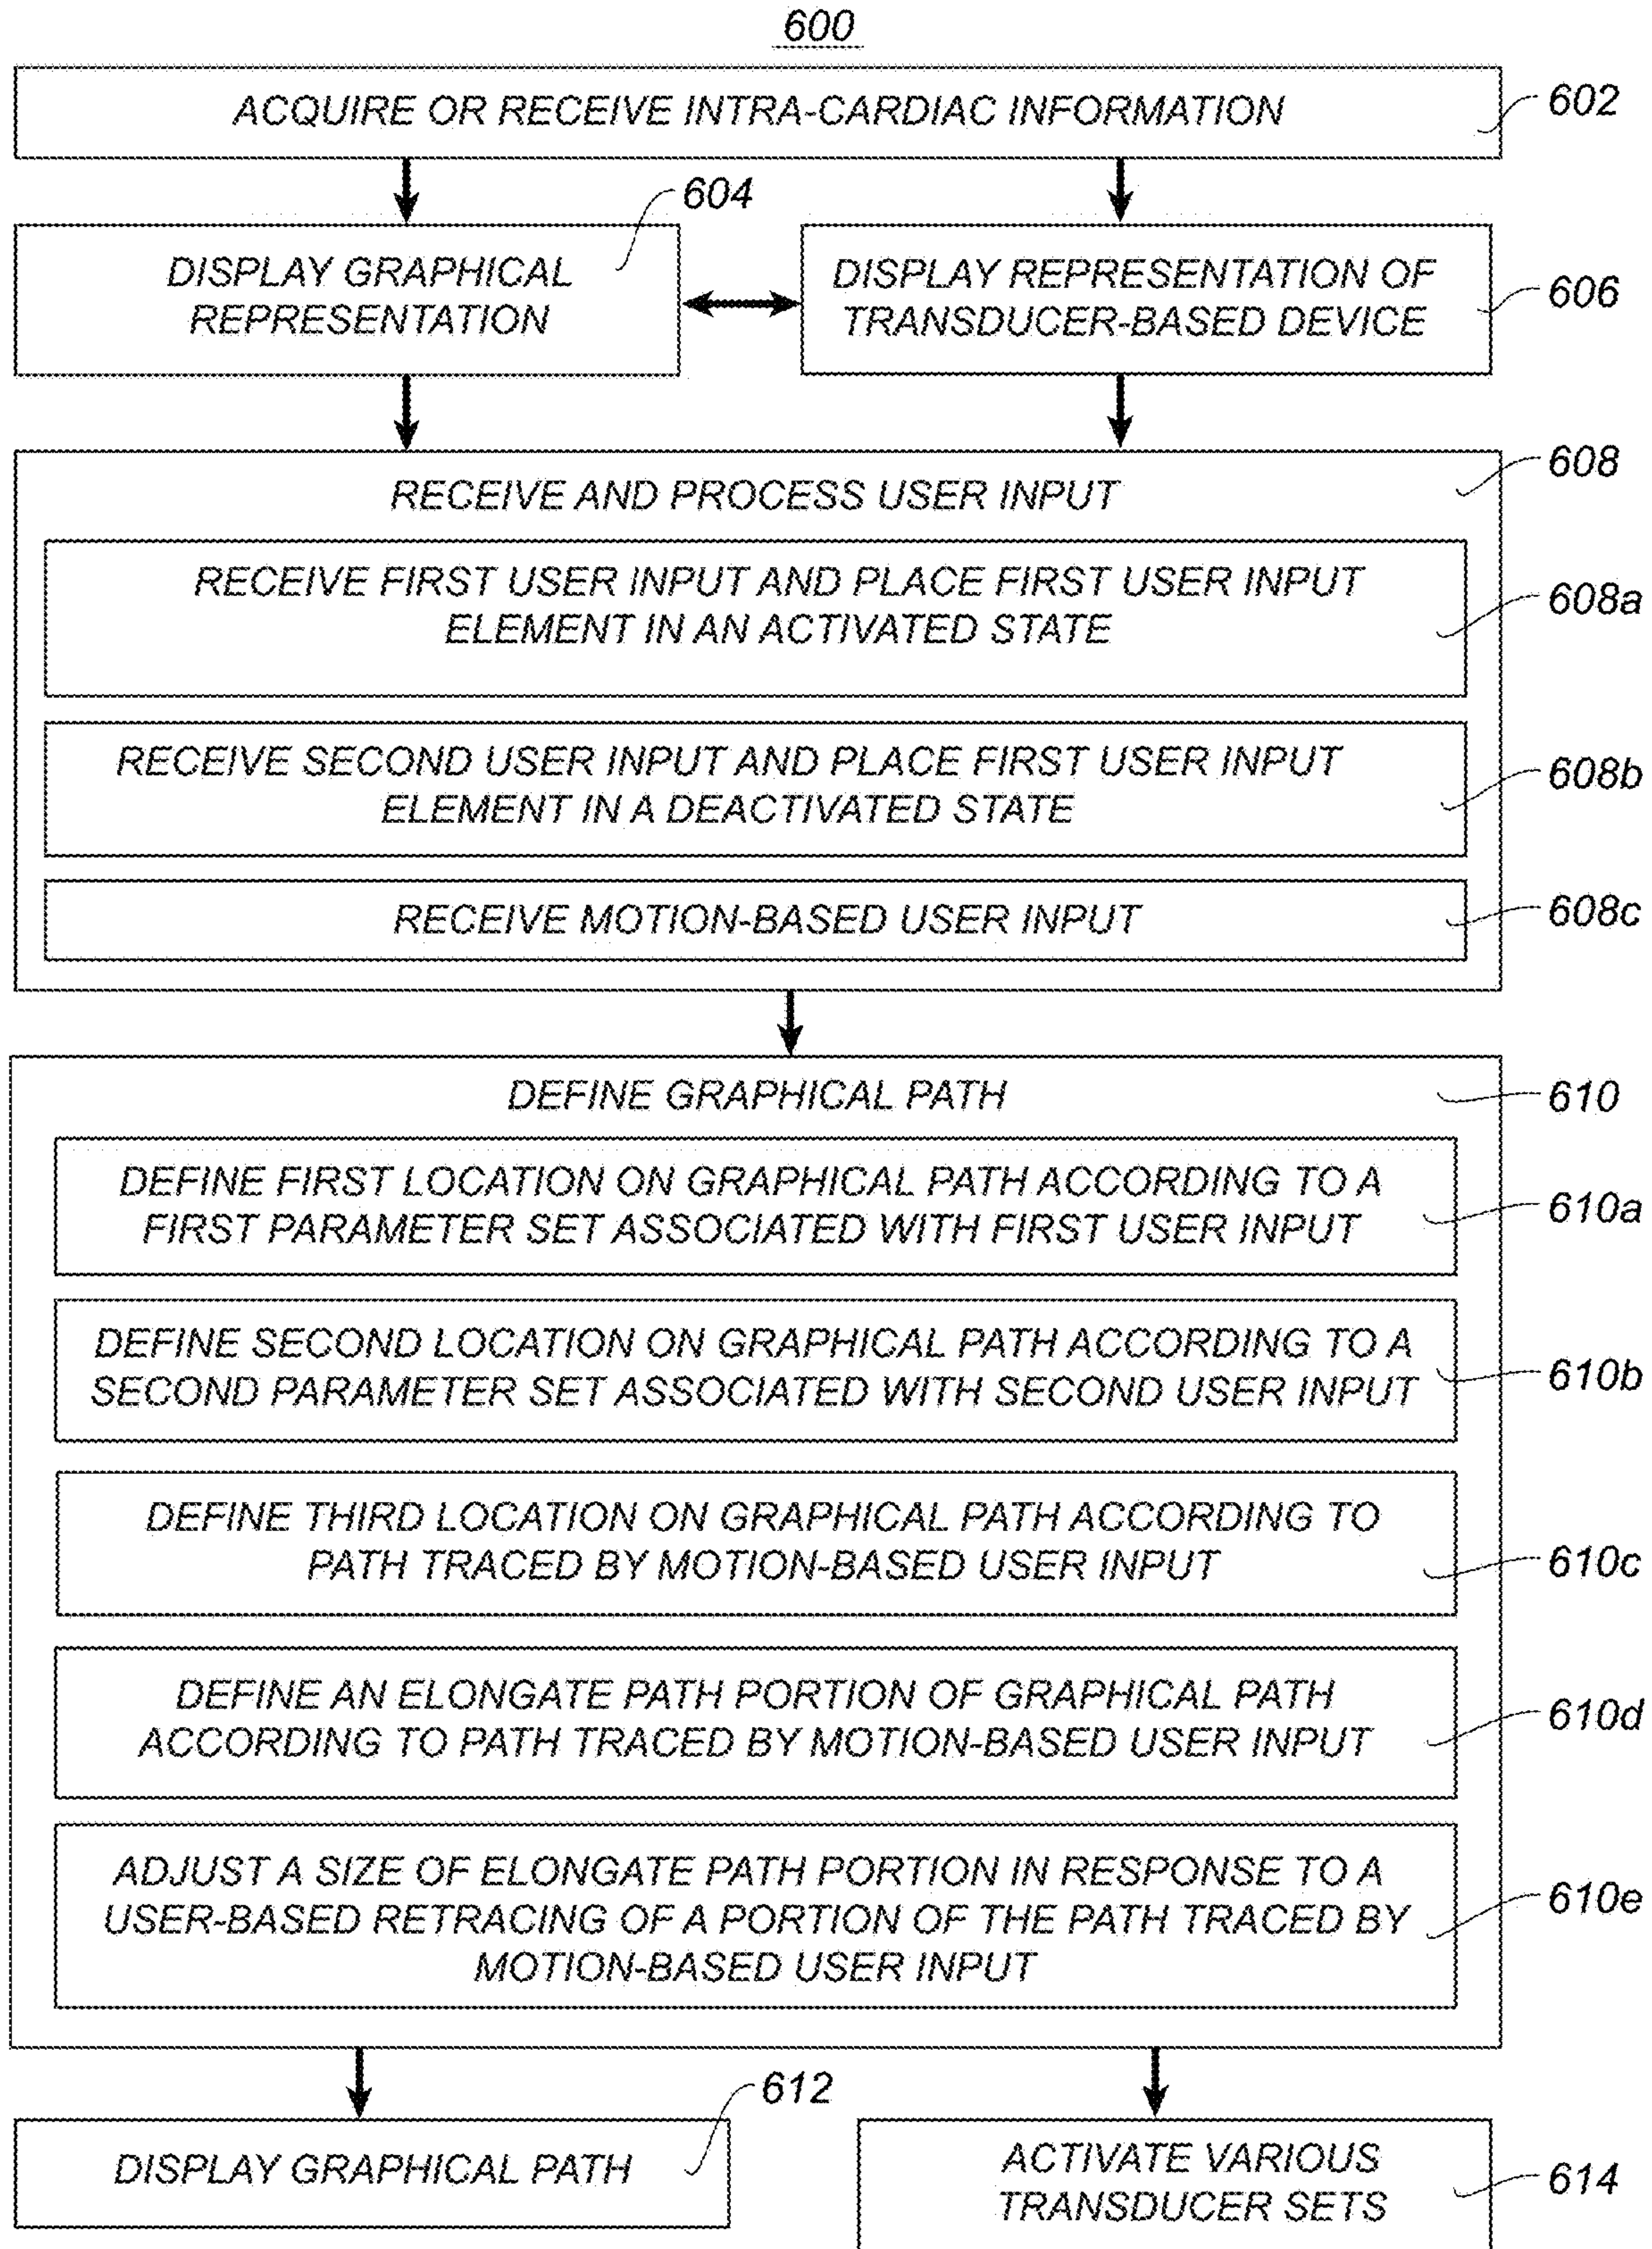 600
ACQUIRE OR RECEIVE INTRA-CARDIAC INFORMATION
602
604
DISPLAY GRAPHICAL
REPRESENTATION
DISPLAY REPRESENTATION OF
TRANSDUCER-BASED DEVICE
606
608
RECEIVE AND PROCESS USER INPUT
RECEIVE FIRST USER INPUT AND PLACE FIRST USER INPUT
ELEMENT IN AN ACTIVATED STATE
608a
RECEIVE SECOND USER INPUT AND PLACE FIRST USER INPUT
ELEMENT IN A DEACTIVATED STATE
608b
RECEIVE MOTION-BASED USER INPUT
608c
DEFINE GRAPHICAL PATH
610
DEFINE FIRST LOCATION ON GRAPHICAL PATH ACCORDING TO A
FIRST PARAMETER SET ASSOCIATED WITH FIRST USER INPUT
610a
DEFINE SECOND LOCATION ON GRAPHICAL PATH ACCORDING TO A
SECOND PARAMETER SET ASSOCIATED WITH SECOND USER INPUT
610b
DEFINE THIRD LOCATION ON GRAPHICAL PATH ACCORDING TO
PATH TRACED BY MOTION-BASED USER INPUT
610c
DEFINE AN ELONGATE PATH PORTION OF GRAPHICAL PATH
ACCORDING TO PATH TRACED BY MOTION-BASED USER INPUT
610d
ADJUST A SIZE OF ELONGATE PATH PORTION IN RESPONSE TO A
USER-BASED RETRACING OF A PORTION OF THE PATH TRACED BY
MOTION-BASED USER INPUT
610e
612
DISPLAY GRAPHICAL PATH
ACTIVATE VARIOUS
TRANSDUCER SETS
614